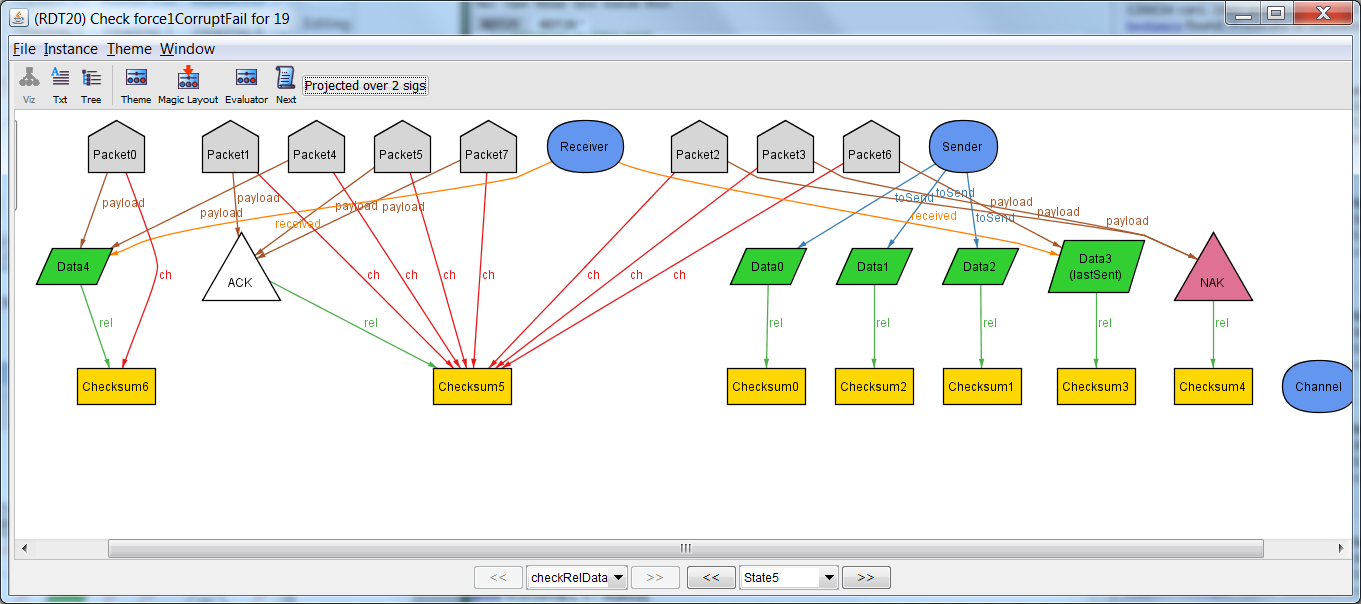 (RDT20) Check force1CorruptFail for 19
File Instance Theme Window
Viz Txt Tree Theme Magic Layout Evaluator Next Projected over 2 sigs
Packet0 Packet1 Packet4 Packet5 Packet7 Receiver Packet2 Packet3 Packet6 Sender
payload payload payload payload payload received toSend toSend toSend received payload payload payload
Data4 ch ACK ch ch ch ch ch ch ch Data0 Data1 Data2 Data3 (lastSent) NAK
rel rel rel rel rel rel rel
Checksum6 Checksum5 Checksum0 Checksum2 Checksum1 Checksum3 Checksum4 Channel
<< checkRelData >> << State5 >>